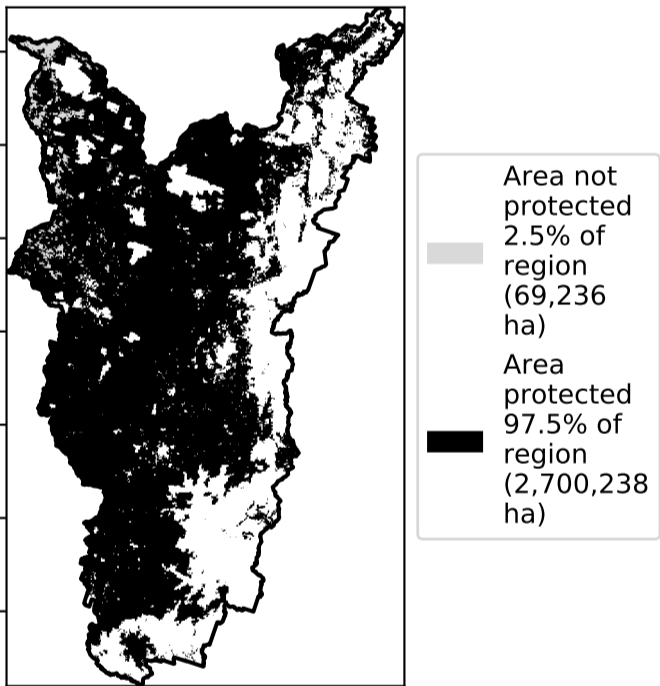 Area not
protected
2.5% of
region
(69,236
ha)
Area
protected
97.5% of
region
(2,700,238
ha)